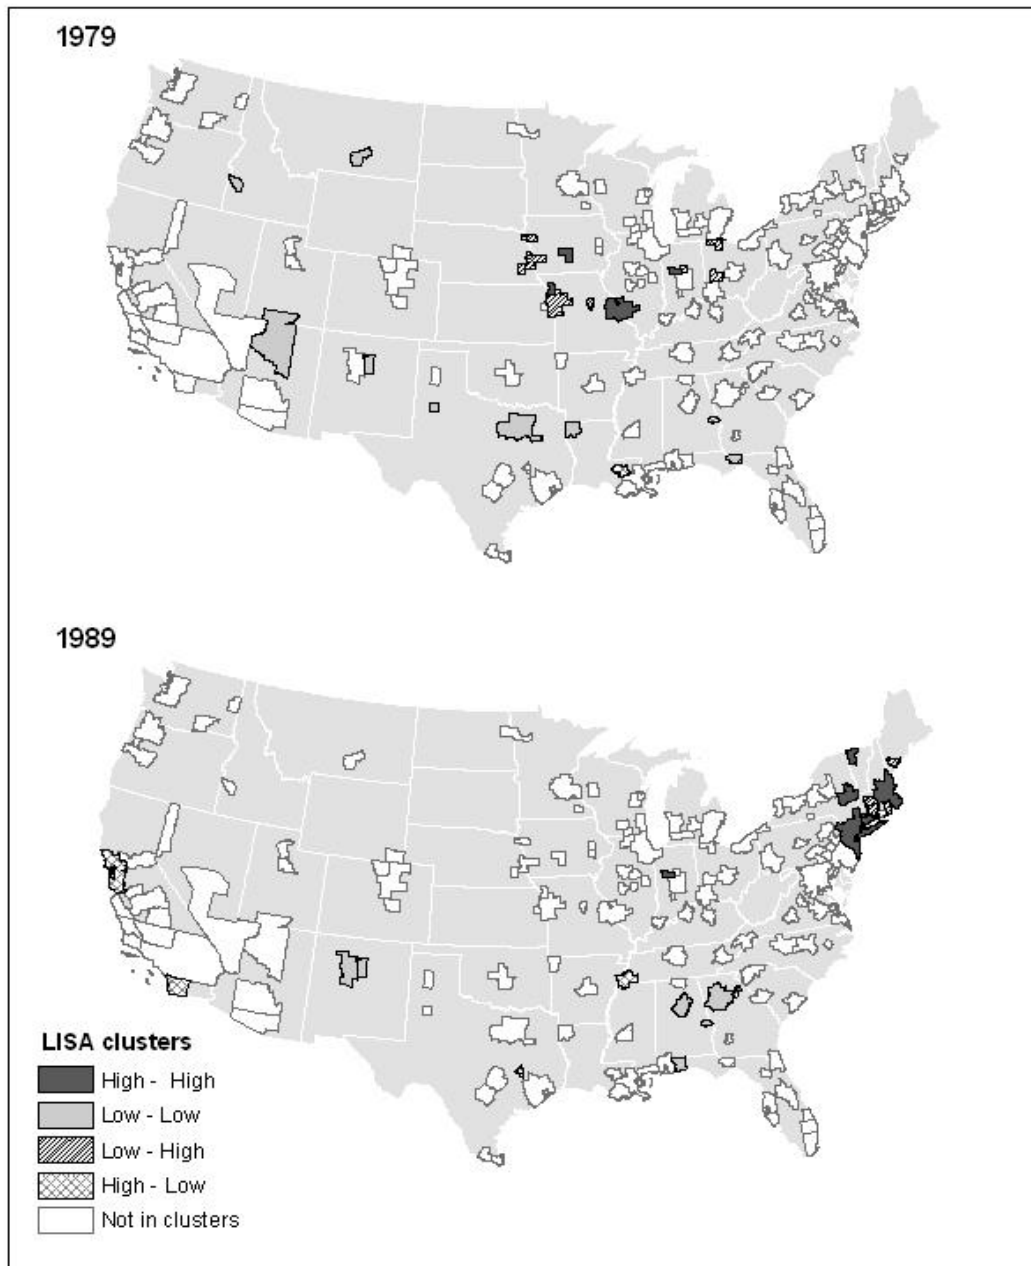 1979
1989
LISA clusters
High - High
Low - Low
Low - High
High - Low
Not in clusters